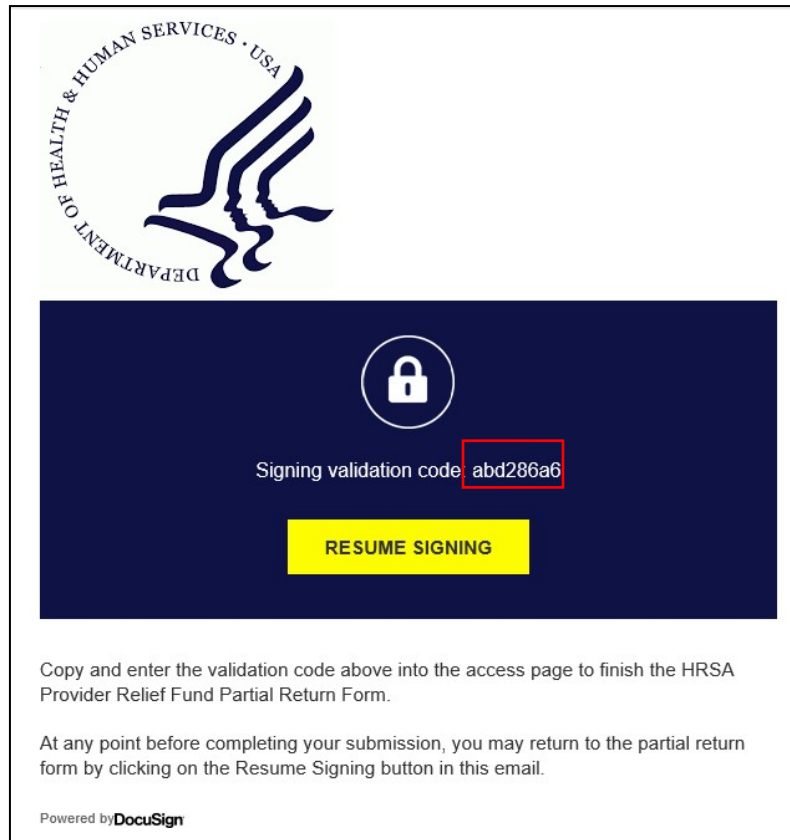 DEPARTMENT OF HEALTH & HUMAN SERVICES · USA
Signing validation code: abd286a6
RESUME SIGNING
Copy and enter the validation code above into the access page to finish the HRSA
Provider Relief Fund Partial Return Form.
At any point before completing your submission, you may return to the partial return
form by clicking on the Resume Signing button in this email.
Powered by DocuSign